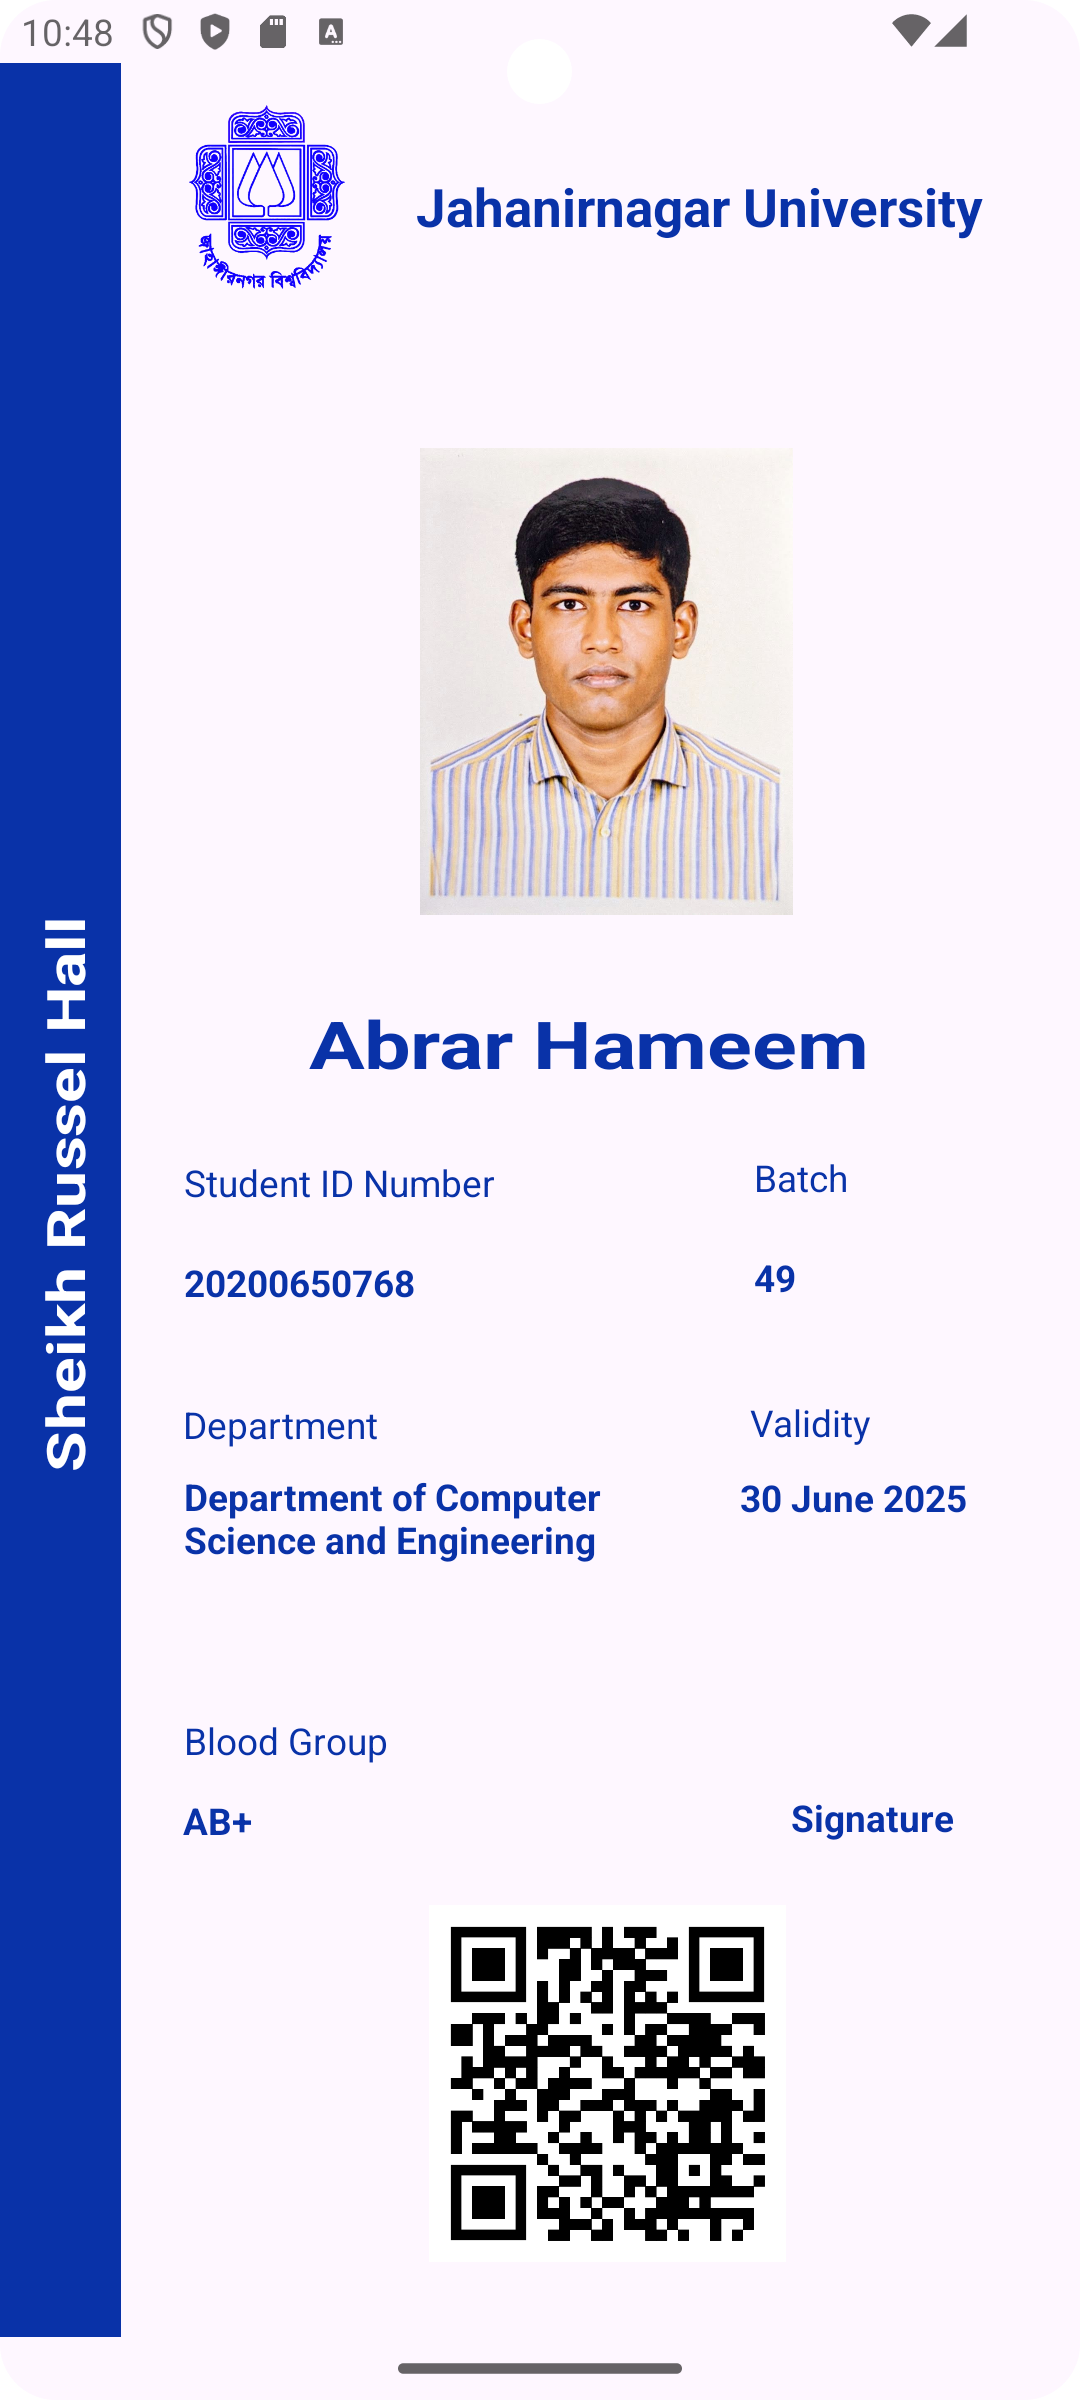 10:48
জাহাঙ্গীরনগর বিশ্ববিদ্যালয়
Jahanirnagar University
Sheikh Russel Hall
Abrar Hameem
Student ID Number
Batch
20200650768
49
Department
Validity
Department of Computer
Science and Engineering
30 June 2025
Blood Group
AB+
Signature